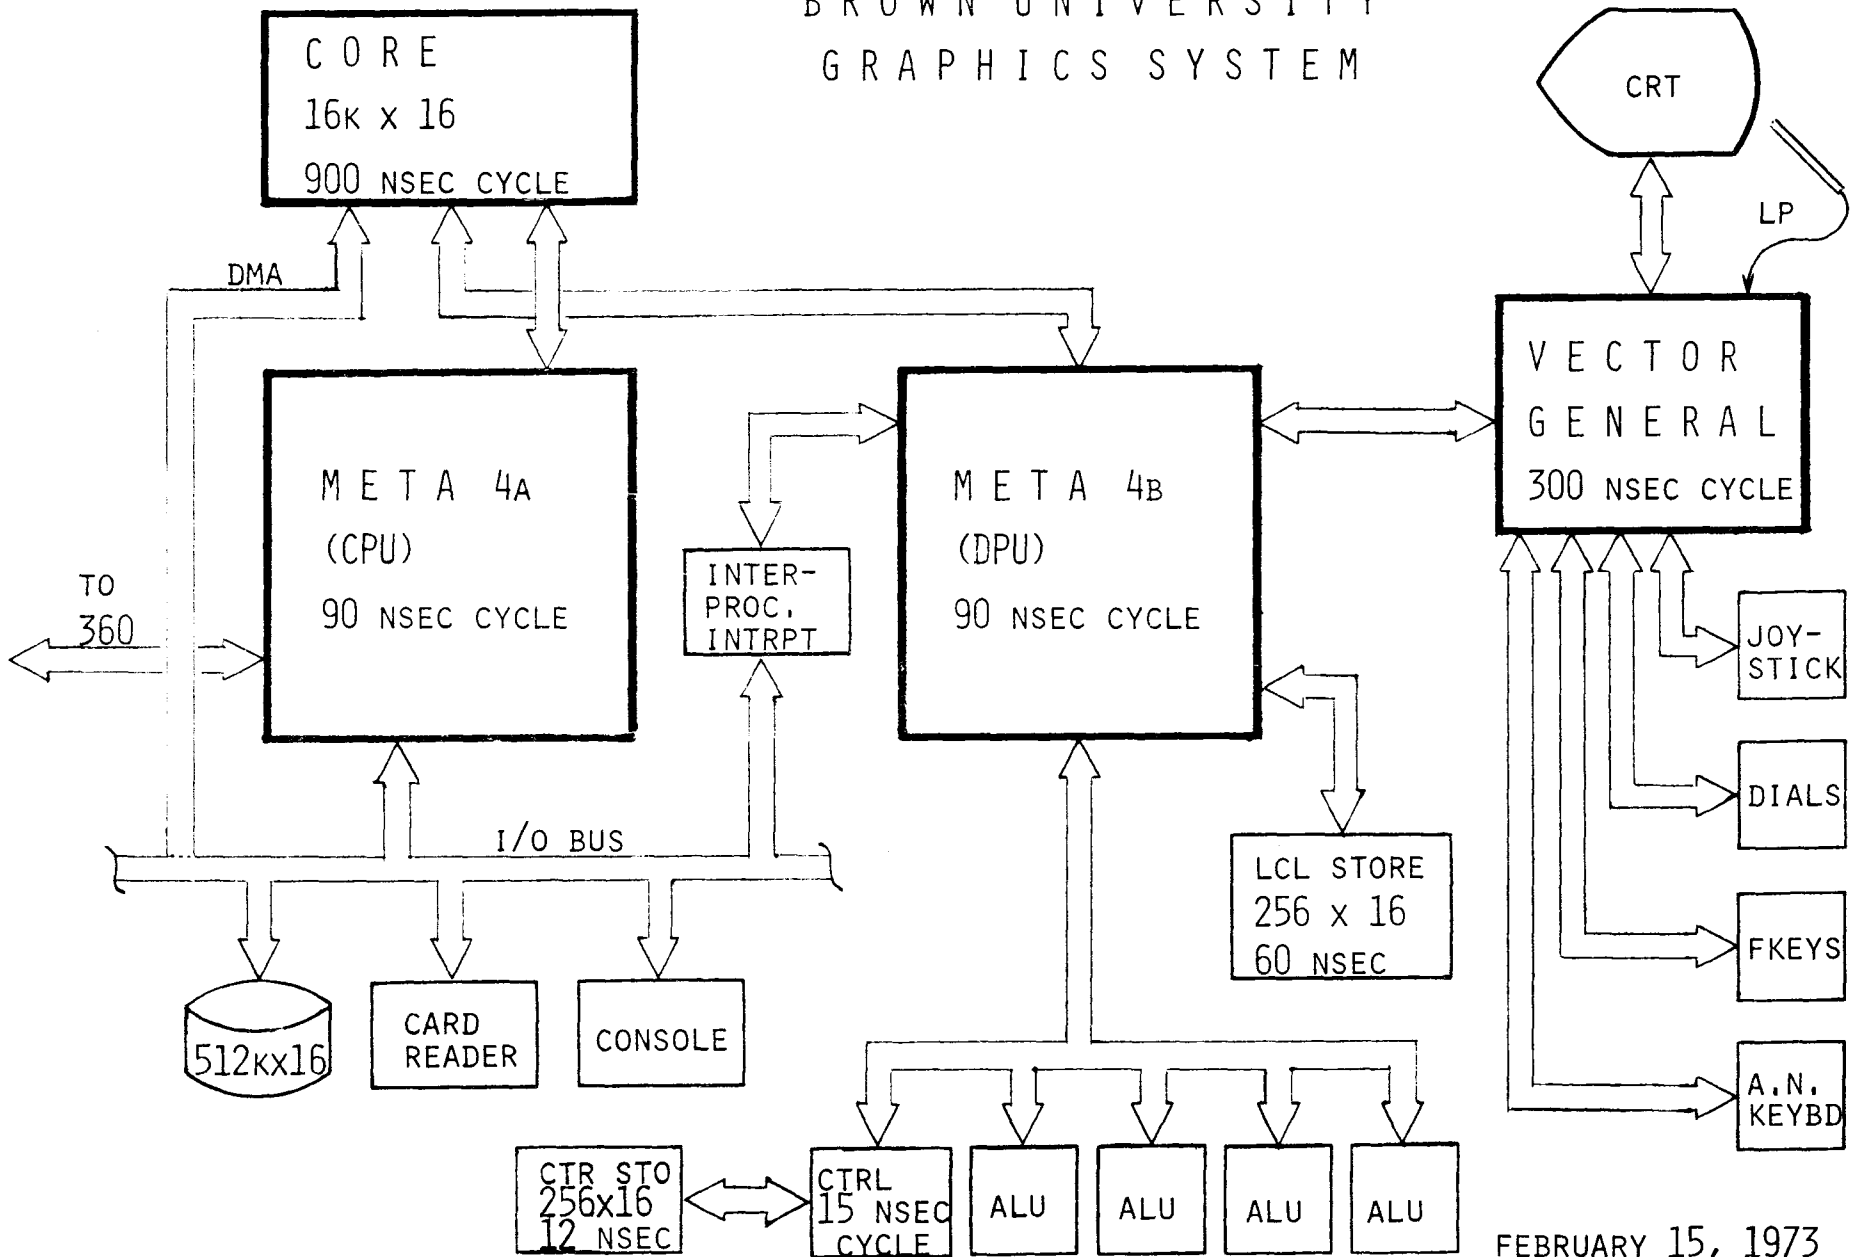 BROWN UNIVERSITY
GRAPHICS SYSTEM
CORE
16K X 16
900 NSEC CYCLE
CRT
LP
DMA
VECTOR
GENERAL
300 NSEC CYCLE
META 4A
(CPU)
90 NSEC CYCLE
META 4B
(DPU)
90 NSEC CYCLE
INTER-
PROC.
INTRPT
TO
360
JOY-
STICK
DIALS
I/O BUS
LCL STORE
256 X 16
60 NSEC
FKEYS
512KX16
CARD
READER
CONSOLE
A.N.
KEYBD
CTR STO
256X16
12 NSEC
CTRL
15 NSEC
CYCLE
ALU
ALU
ALU
ALU
FEBRUARY 15, 1973